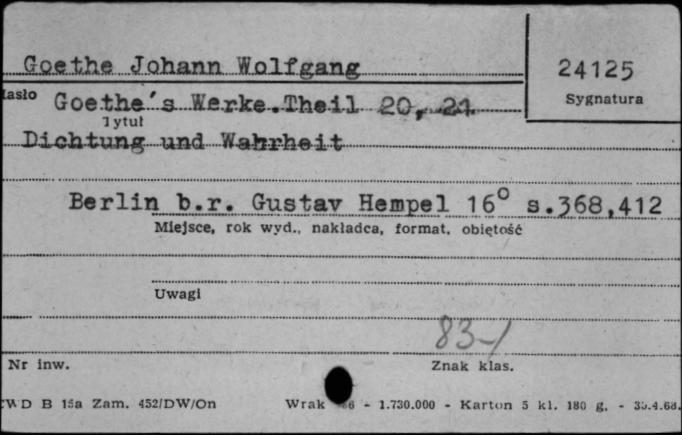 Goethe Johann Wolfgang
24125
Sygnatura
Goethe's Werke.Theil 20, 21.
Tytuł
Dichtung und Wahrheit
Berlin b.r. Gustav Hempel 16° s.368,412
Miejsce, rok wyd., nakładca, format, objętość
Uwagi
83-1
Nr inw.
Znak klas.
WD B 15a Zam. 452/DW/On
Wrak - 1.730.000 - Karton 5 kl. 180 g. -